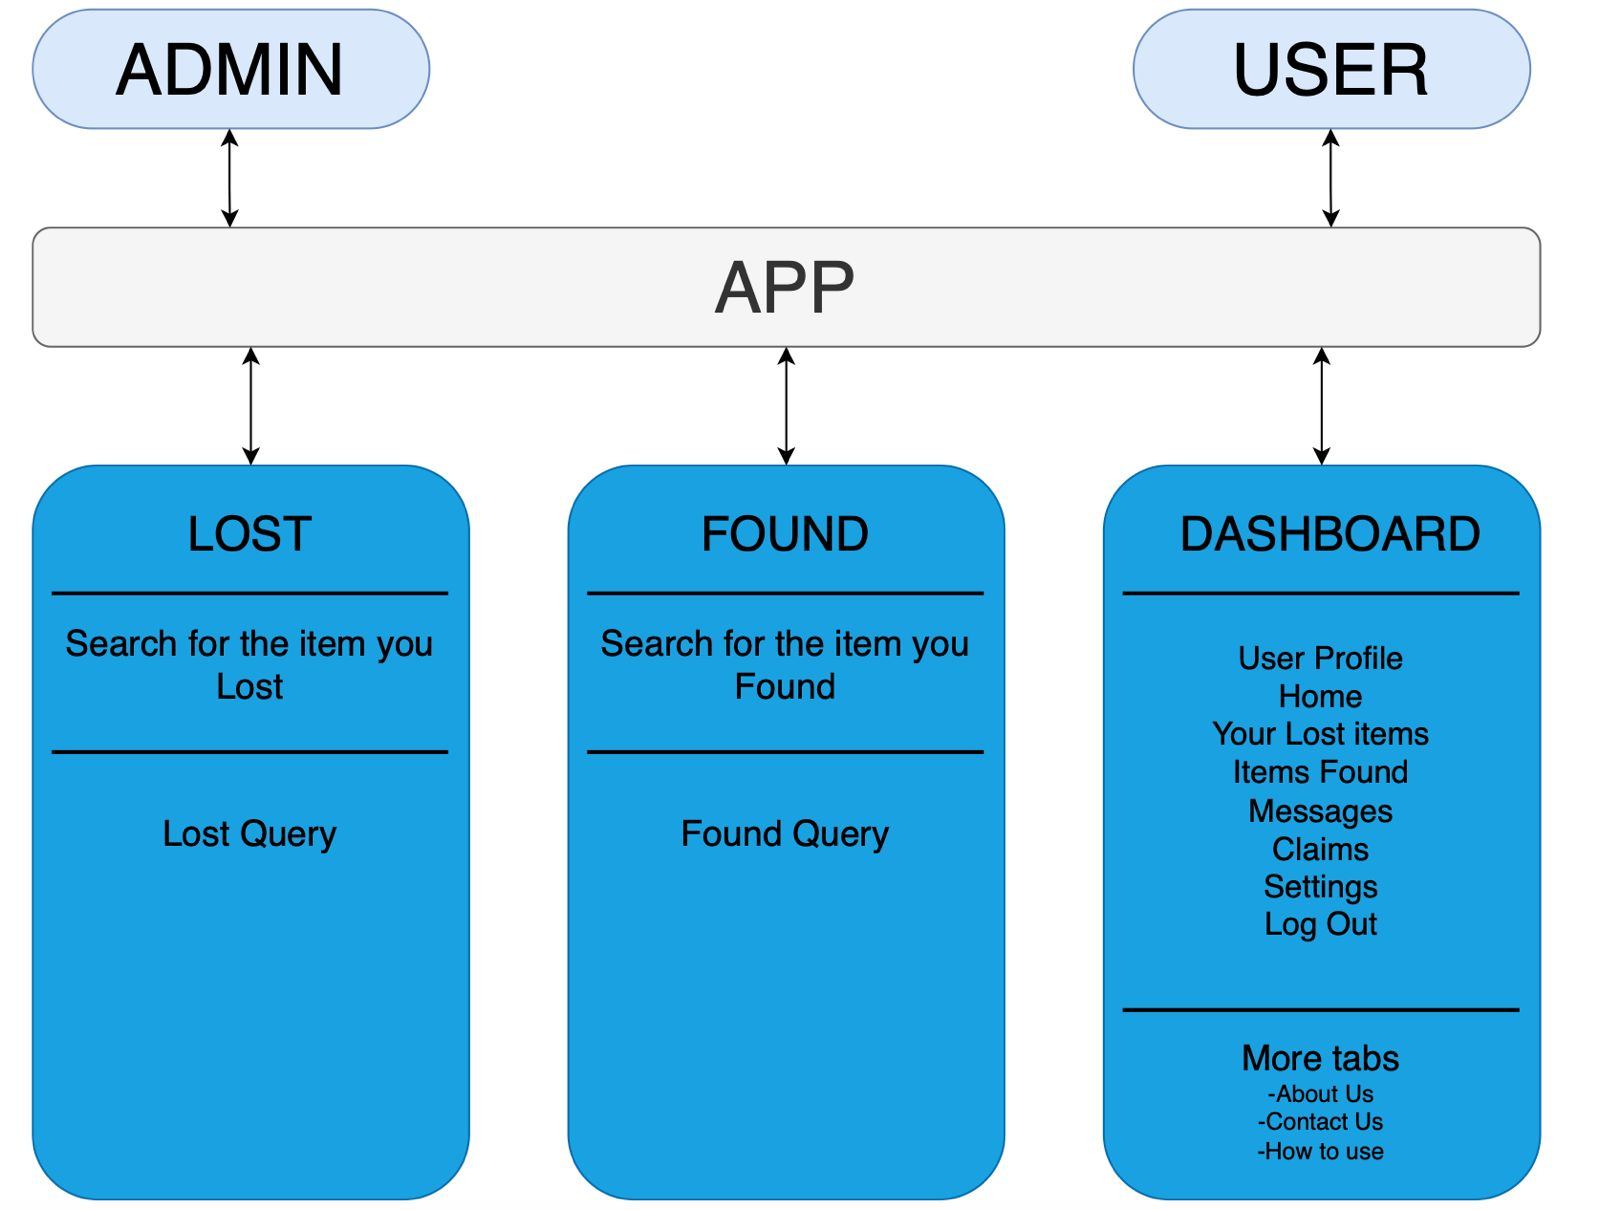 ADMIN
USER
APP
LOST
Search for the item you
Lost
Lost Query
FOUND
Search for the item you
Found
Found Query
DASHBOARD
User Profile
Home
Your Lost items
Items Found
Messages
Claims
Settings
Log Out
More tabs
-About Us
-Contact Us
-How to use